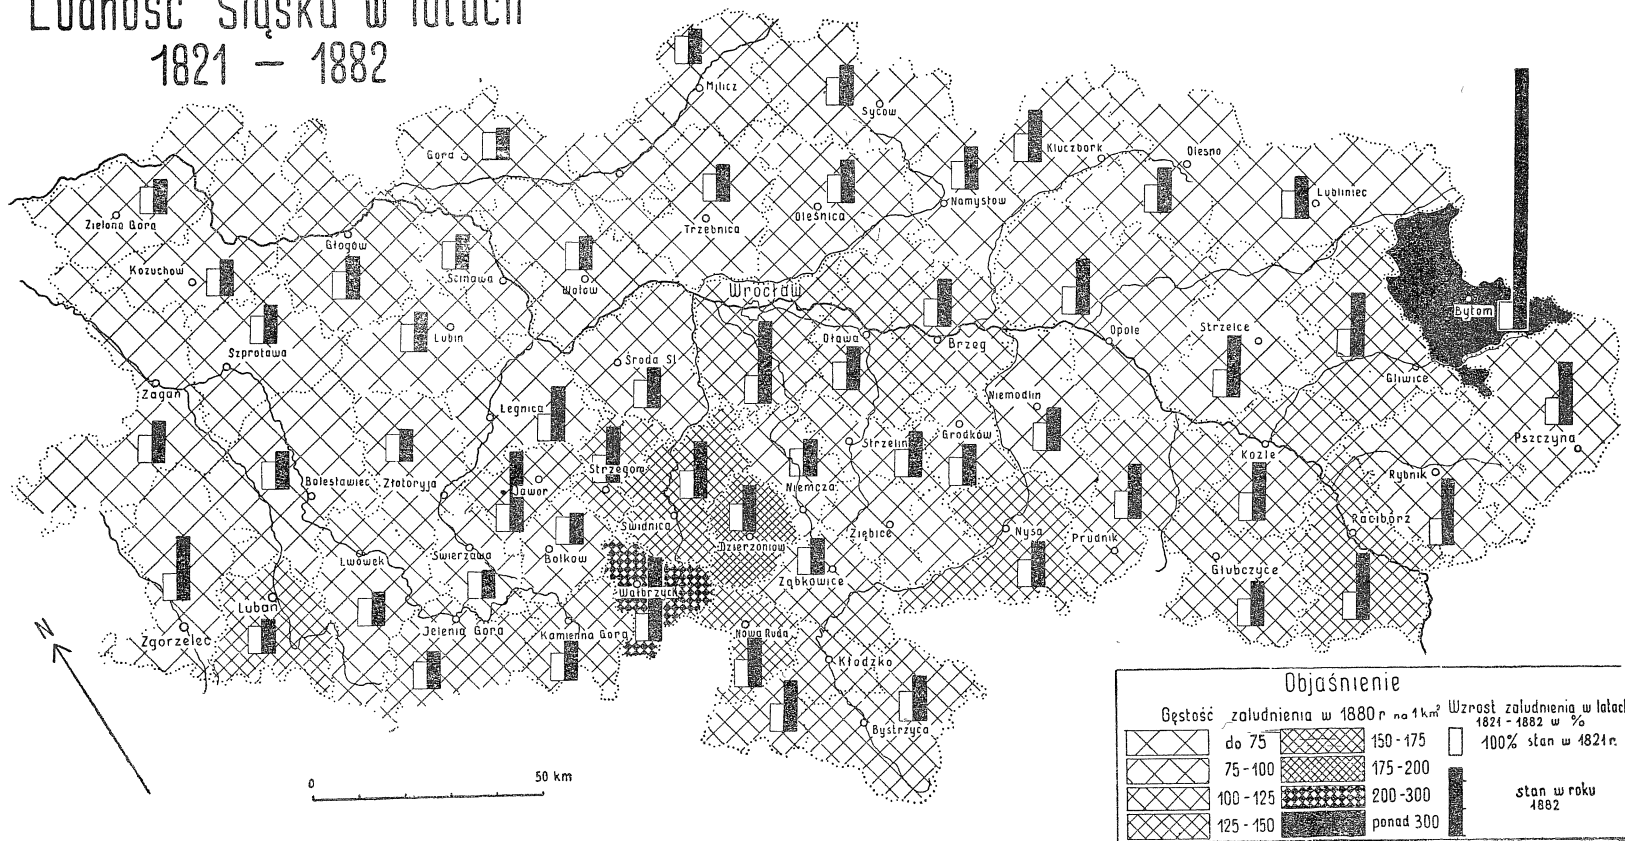 Ludność Śląska w latach
1821 – 1882
Milicz
Syców
Góra
Kluczbork
Olesno
Lubliniec
Zielona Góra
Głogów
Trzebnica
Oleśnica
Namysłów
Kożuchow
Ścinawa
Wołow
Wrocław
Bytom
Szprotawa
Lubin
Środa Śl
Oława
Brzeg
Opole
Strzelce
Gliwice
Żagań
Legnica
Niemodlin
Pszczyna
Strzelin
Grodków
Koźle
Rybnik
Bolesławiec
Złotoryja
Jawor
Strzegom
Niemcza
Świdnica
Nysa
Prudnik
Racibórz
Lwówek
Świerzawa
Bolkow
Dzierżoniow
Ziębice
Ząbkowice
Głubczyce
Lubań
Wałbrzych
Zgorzelec
Jelenia Góra
Kamienna Góra
Nowa Ruda
Kłodzko
Bystrzyca
N
0 50 km
Objaśnienie
Gęstość zaludnienia w 1880 r na 1 km²
do 75
75-100
100-125
125-150
150-175
175-200
200-300
ponad 300
Wzrost zaludnienia w latach
1821-1882 w %
100% stan w 1821 r.
stan w roku
1882